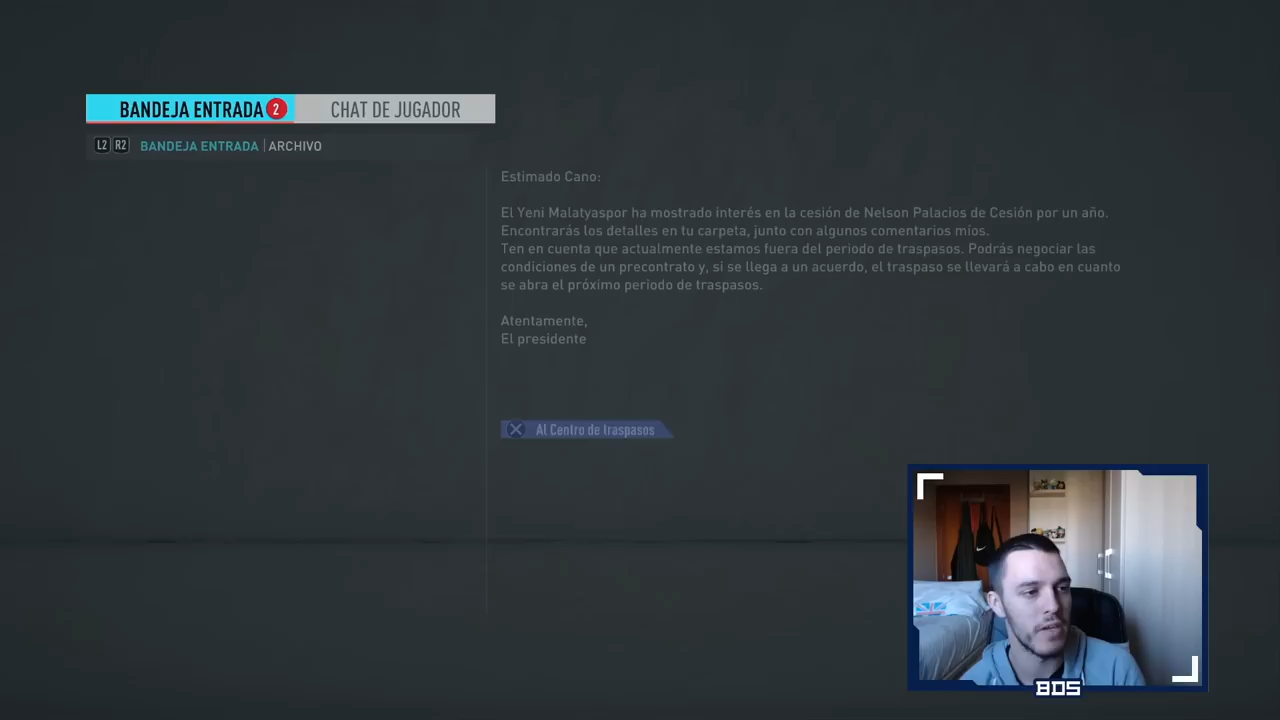 BANDEJA ENTRADA 2
CHAT DE JUGADOR
L2 R2 BANDEJA ENTRADA | ARCHIVO
Estimado Cano:
El Yeni Malatyaspor ha mostrado interés en la cesión de Nelson Palacios de Cesión por un año.
Encontrarás los detalles en tu carpeta, junto con algunos comentarios míos.
Ten en cuenta que actualmente estamos fuera del periodo de traspasos. Podrás negociar las
condiciones de un precontrato y, si se llega a un acuerdo, el traspaso se llevará a cabo en cuanto
se abra el próximo periodo de traspasos.
Atentamente,
El presidente
Al Centro de traspasos
BDS